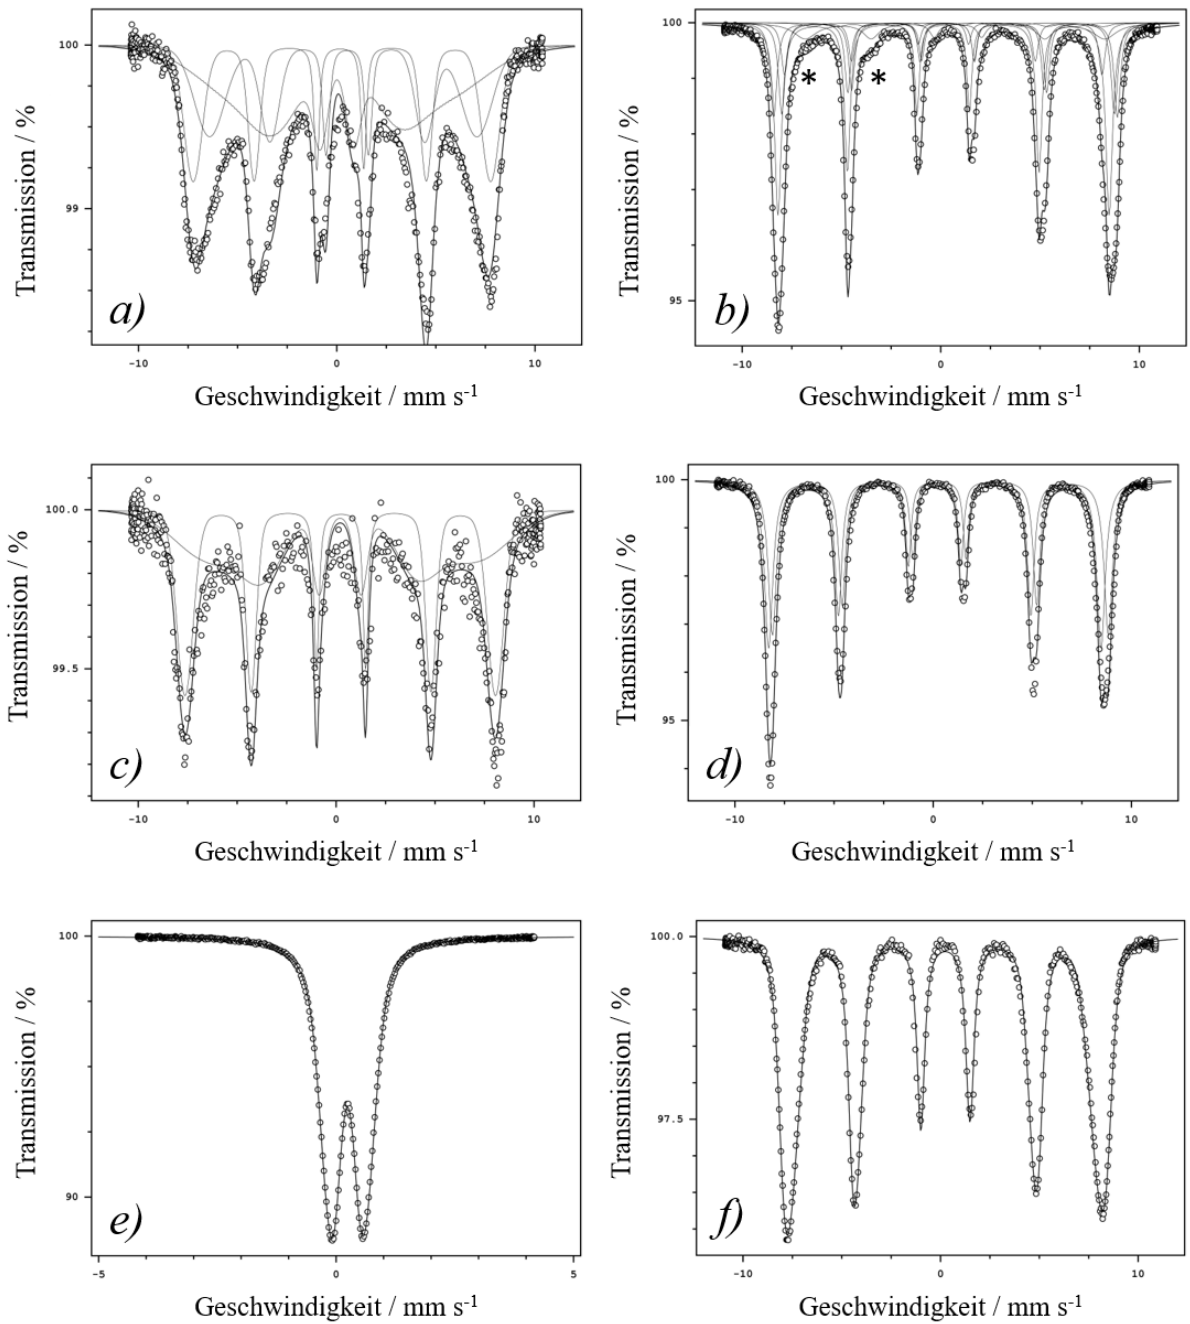 100
99
Transmission / %
a)
-10 0 10
Geschwindigkeit / mm s-1
100
95
Transmission / %
* *
b)
-10 0 10
Geschwindigkeit / mm s-1
100.0
99.5
Transmission / %
c)
-10 0 10
Geschwindigkeit / mm s-1
100
95
Transmission / %
d)
-10 0 10
Geschwindigkeit / mm s-1
100
90
Transmission / %
e)
-5 0 5
Geschwindigkeit / mm s-1
100.0
97.5
Transmission / %
f)
-10 0 10
Geschwindigkeit / mm s-1